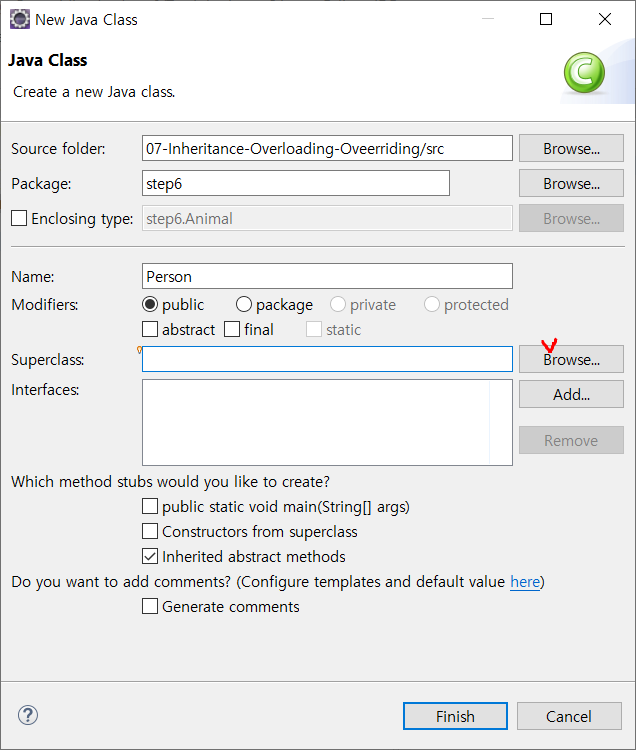 New Java Class
Java Class
Create a new Java class.
Source folder: 07-Inheritance-Overloading-Oveerriding/src Browse...
Package: step6 Browse...
Enclosing type: step6.Animal Browse...
Name: Person
Modifiers: public package private protected
abstract final static
Superclass: Browse...
Interfaces: Add...
Remove
Which method stubs would you like to create?
public static void main(String[] args)
Constructors from superclass
Inherited abstract methods
Do you want to add comments? (Configure templates and default value here)
Generate comments
Finish Cancel